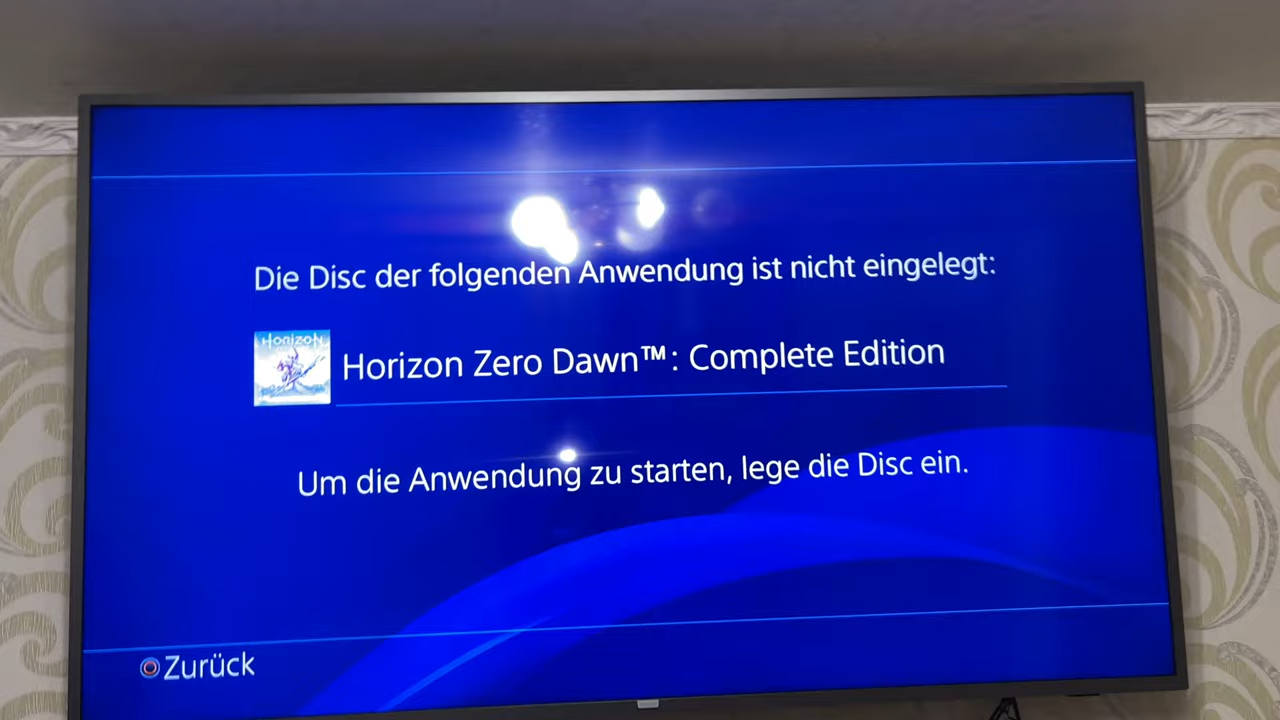 Die Disc der folgenden Anwendung ist nicht eingelegt:
HORIZON
Horizon Zero Dawn™: Complete Edition
Um die Anwendung zu starten, lege die Disc ein.
Zurück